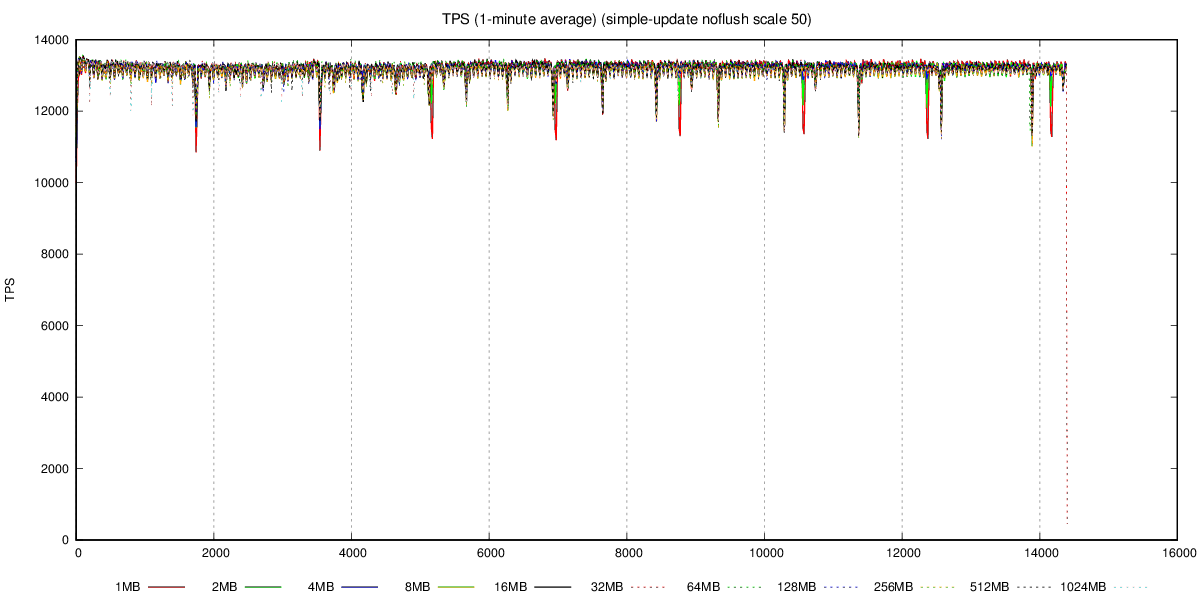 TPS (1-minute average) (simple-update noflush scale 50)
14000
12000
10000
8000
6000
4000
2000
0
TPS
0 2000 4000 6000 8000 10000 12000 14000 16000
1MB 2MB 4MB 8MB 16MB 32MB 64MB 128MB 256MB 512MB 1024MB